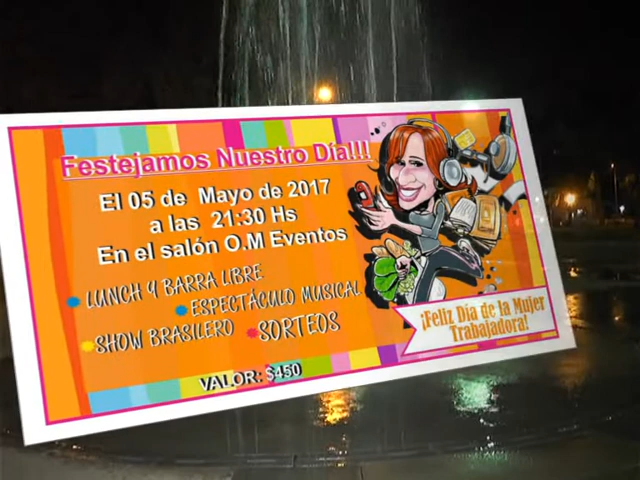 Festejamos Nuestro Día!!!
El 05 de Mayo de 2017
a las 21:30 Hs
En el salón O.M Eventos
LUNCH Y BARRA LIBRE
ESPECTÁCULO MUSICAL
SHOW BRASILERO
SORTEOS
VALOR: $450
¡Feliz Día de la Mujer
Trabajadora!